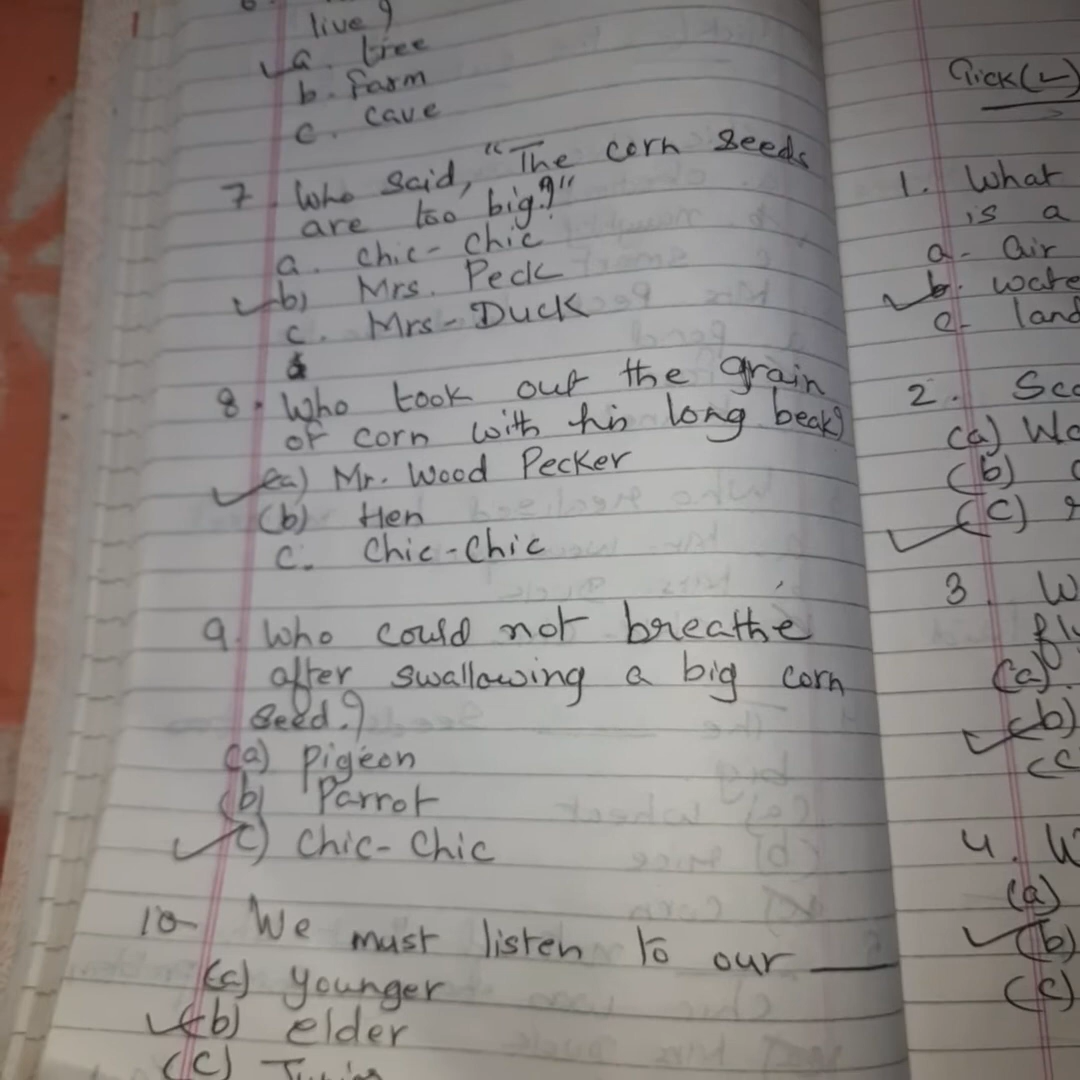 live?
a. tree
b. Farm
c. cave
7. Who said, "The corn seeds
are too big?"
a. Chic-Chic
b) Mrs. Peck
c. Mrs-Duck
8. Who took out the grain
of corn with his long beak?
(a) Mr. Wood Pecker
(b) Hen
c. Chic-Chic
9. Who could not breathe
after swallowing a big corn
seed?
(a) Pigeon
(b) Parrot
c) Chic-Chic
10- We must listen to our ____
(a) younger
(b) elder
(c)
Tick(✓)
1. What
is a
a- air
b.
c- land
2.
(a)
(b)
(c)
3.
(a)
(b)
(c
4.
(a)
(b)
(c)